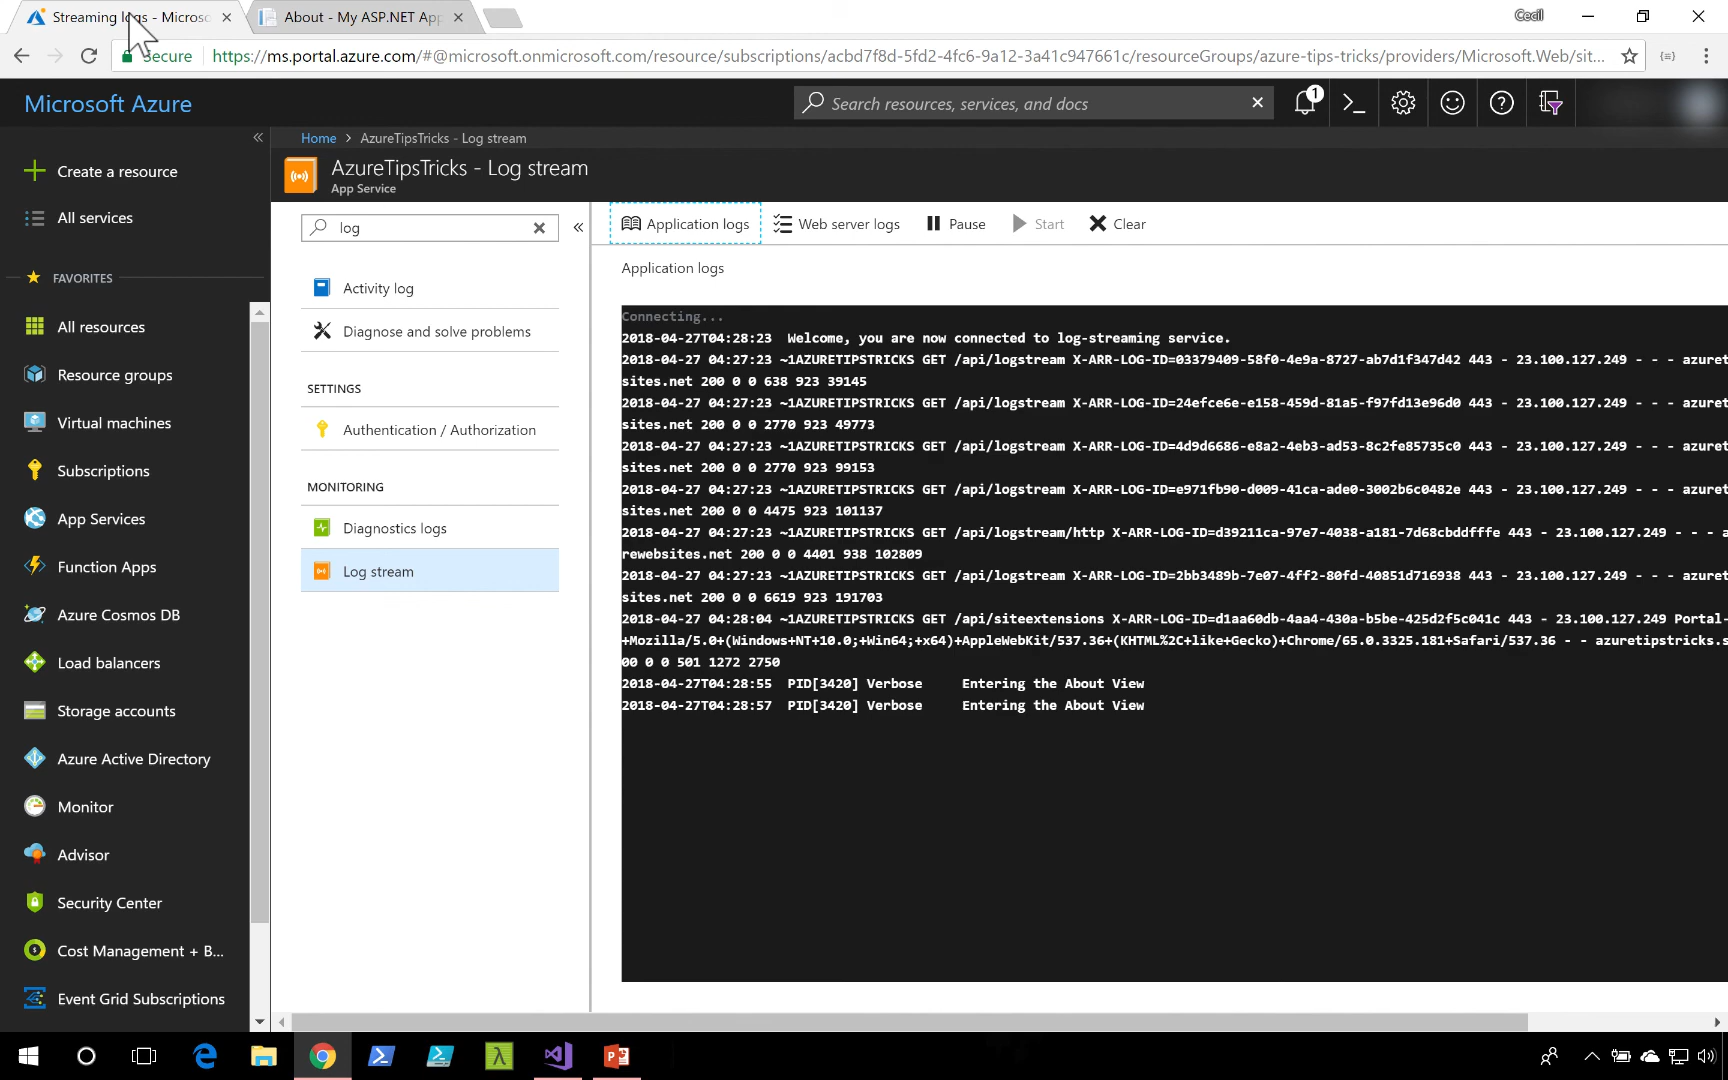 Streaming logs - Microso
About - My ASP.NET App
Cecil
Secure
https://ms.portal.azure.com/#@microsoft.onmicrosoft.com/resource/subscriptions/acbd7f8d-5fd2-4fc6-9a12-3a41c947661c/resourceGroups/azure-tips-tricks/providers/Microsoft.Web/sit...
Microsoft Azure
Search resources, services, and docs
1
Home > AzureTipsTricks - Log stream
AzureTipsTricks - Log stream
App Service
Create a resource
All services
FAVORITES
All resources
Resource groups
Virtual machines
Subscriptions
App Services
Function Apps
Azure Cosmos DB
Load balancers
Storage accounts
Azure Active Directory
Monitor
Advisor
Security Center
Cost Management + B...
Event Grid Subscriptions
log
Activity log
Diagnose and solve problems
SETTINGS
Authentication / Authorization
MONITORING
Diagnostics logs
Log stream
Application logs
Web server logs
Pause
Start
Clear
Application logs
Connecting...
2018-04-27T04:28:23  Welcome, you are now connected to log-streaming service.
2018-04-27 04:27:23 ~1AZURETIPSTRICKS GET /api/logstream X-ARR-LOG-ID=03379409-58f0-4e9a-8727-ab7d1f347d42 443 - 23.100.127.249 - - - azuret
sites.net 200 0 0 638 923 39145
2018-04-27 04:27:23 ~1AZURETIPSTRICKS GET /api/logstream X-ARR-LOG-ID=24efce6e-e158-459d-81a5-f97fd13e96d0 443 - 23.100.127.249 - - - azuret
sites.net 200 0 0 2770 923 49773
2018-04-27 04:27:23 ~1AZURETIPSTRICKS GET /api/logstream X-ARR-LOG-ID=4d9d6686-e8a2-4eb3-ad53-8c2fe85735c0 443 - 23.100.127.249 - - - azuret
sites.net 200 0 0 2770 923 99153
2018-04-27 04:27:23 ~1AZURETIPSTRICKS GET /api/logstream X-ARR-LOG-ID=e971fb90-d009-41ca-ade0-3002b6c0482e 443 - 23.100.127.249 - - - azuret
sites.net 200 0 0 4475 923 101137
2018-04-27 04:27:23 ~1AZURETIPSTRICKS GET /api/logstream/http X-ARR-LOG-ID=d39211ca-97e7-4038-a181-7d68cbddfffe 443 - 23.100.127.249 - - - a
rewebsites.net 200 0 0 4401 938 102809
2018-04-27 04:27:23 ~1AZURETIPSTRICKS GET /api/logstream X-ARR-LOG-ID=2bb3489b-7e07-4ff2-80fd-40851d716938 443 - 23.100.127.249 - - - azuret
sites.net 200 0 0 6619 923 191703
2018-04-27 04:28:04 ~1AZURETIPSTRICKS GET /api/siteextensions X-ARR-LOG-ID=d1aa60db-4aa4-430a-b5be-425d2f5c041c 443 - 23.100.127.249 Portal-
+Mozilla/5.0+(Windows+NT+10.0;+Win64;+x64)+AppleWebKit/537.36+(KHTML%2C+like+Gecko)+Chrome/65.0.3325.181+Safari/537.36 - - azuretipstricks.s
00 0 0 501 1272 2750
2018-04-27T04:28:55  PID[3420] Verbose     Entering the About View
2018-04-27T04:28:57  PID[3420] Verbose     Entering the About View